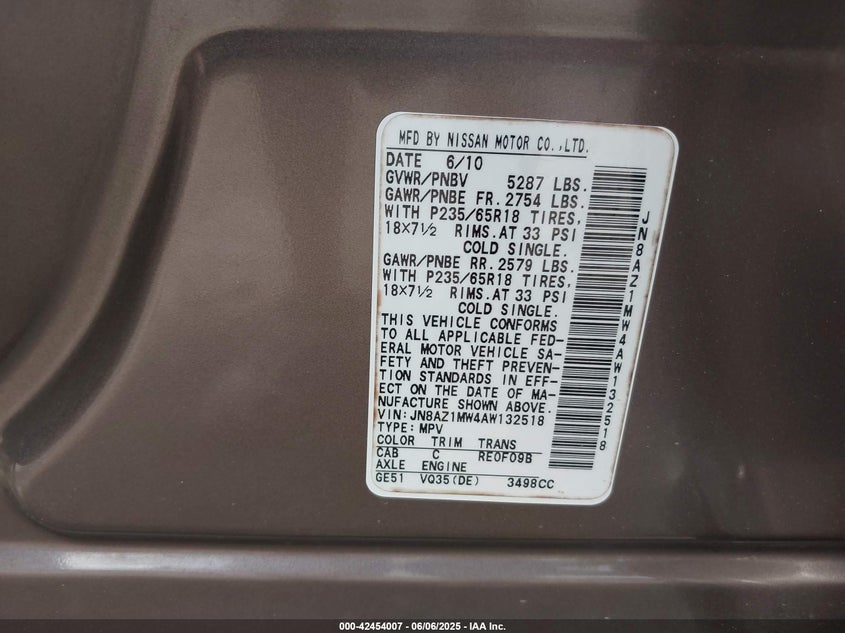 MFD BY NISSAN MOTOR CO.,LTD.
DATE 6/10
GVWR/PNBV 5287 LBS.
GAWR/PNBE FR. 2754 LBS.
WITH P235/65R18 TIRES,
18×7½ RIMS.AT 33 PSI
COLD SINGLE.
GAWR/PNBE RR. 2579 LBS.
WITH P235/65R18 TIRES,
18×7½ RIMS.AT 33 PSI
COLD SINGLE.
THIS VEHICLE CONFORMS
TO ALL APPLICABLE FED-
ERAL MOTOR VEHICLE SA-
FETY AND THEFT PREVEN-
TION STANDARDS IN EFF-
ECT ON THE DATE OF MA-
NUFACTURE SHOWN ABOVE.
VIN:JN8AZ1MW4AW132518
TYPE:MPV
COLOR TRIM TRANS
CAB C RE0F09B
AXLE ENGINE
GE51 VQ35(DE) 3498CC
JN8AZ1MW4AW132518
000-42454007 - 06/06/2025 - IAA Inc.